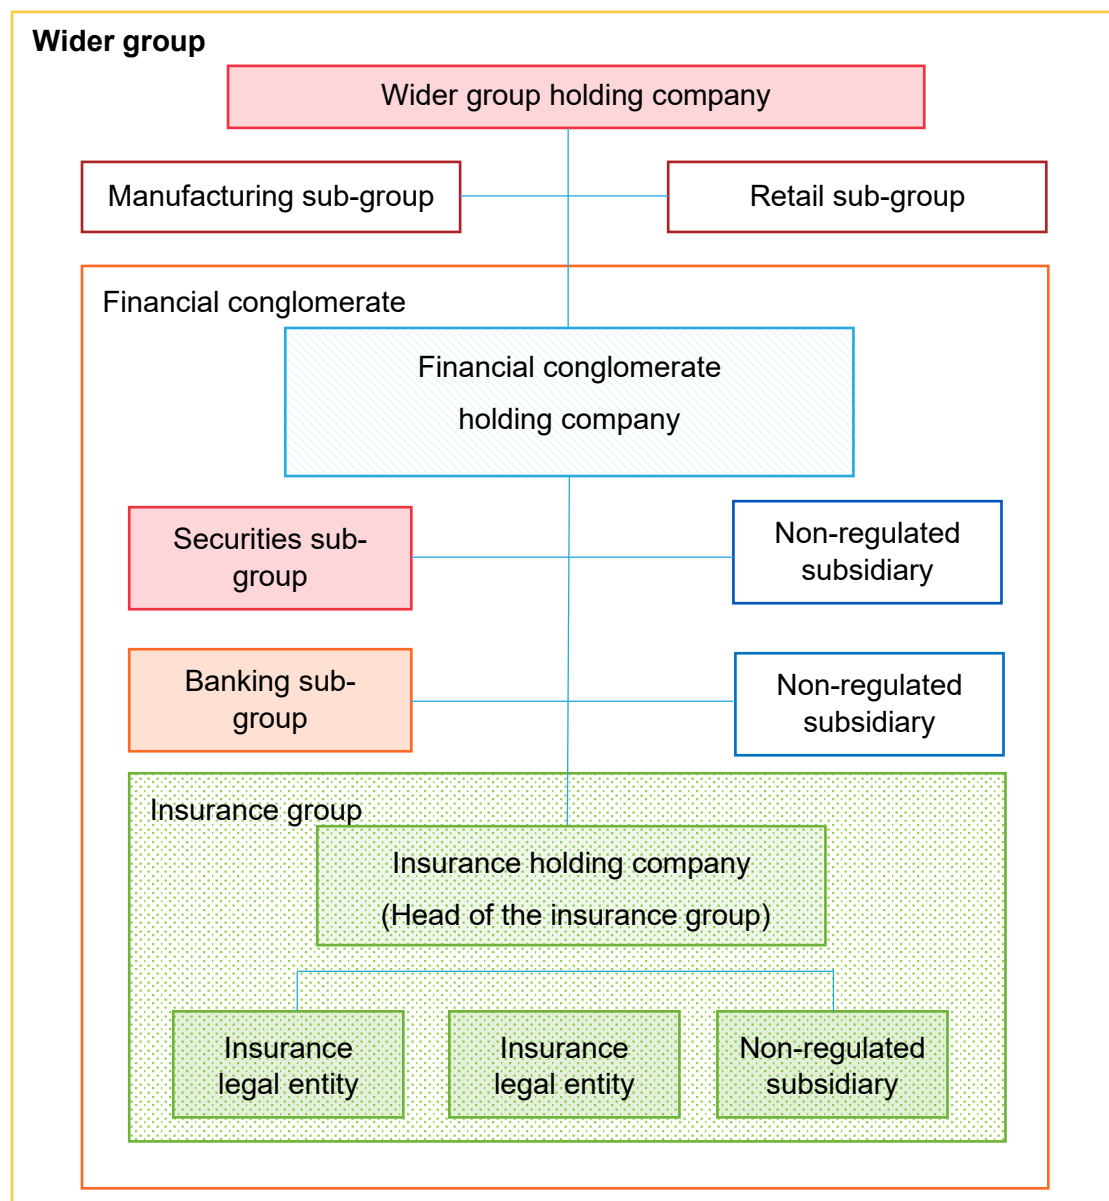 Wider group
Wider group holding company
Manufacturing sub-group
Retail sub-group
Financial conglomerate
Financial conglomerate
holding company
Securities sub-
group
Non-regulated
subsidiary
Banking sub-
group
Non-regulated
subsidiary
Insurance group
Insurance holding company
(Head of the insurance group)
Insurance
legal entity
Insurance
legal entity
Non-regulated
subsidiary